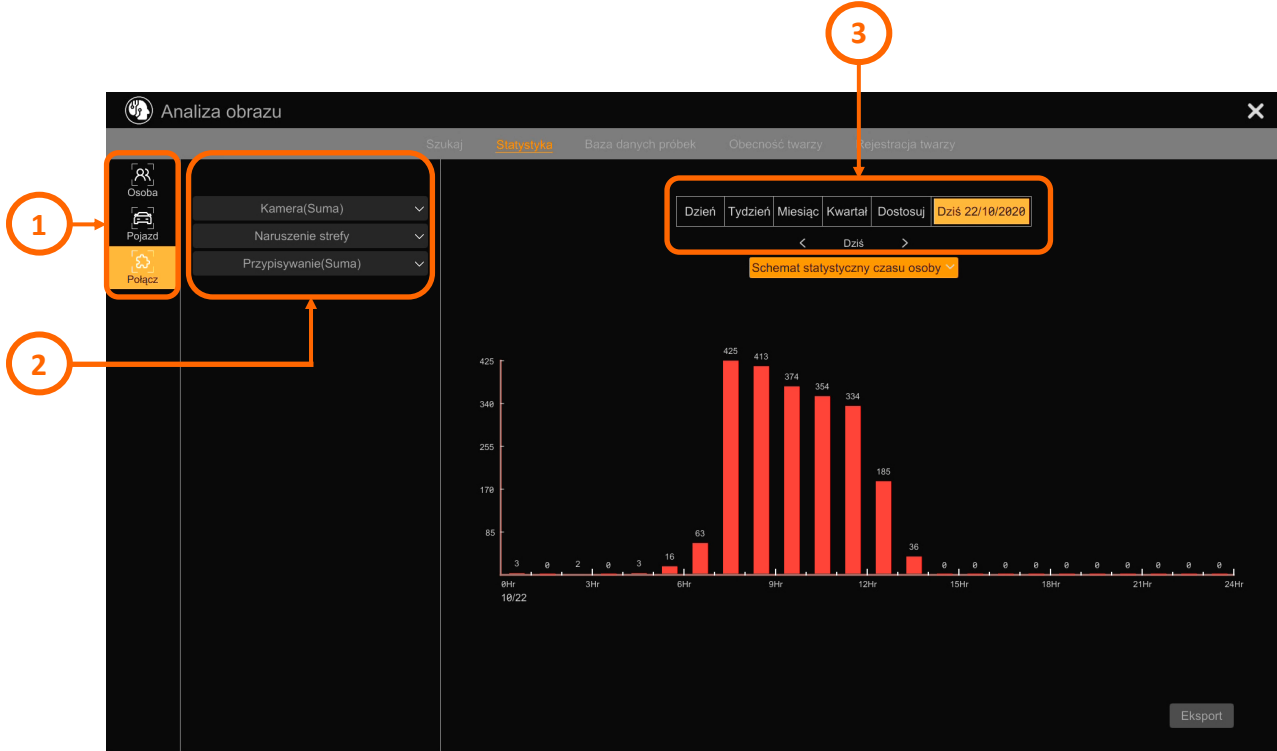 3
Analiza obrazu
Szukaj Statystyka Baza danych próbek Obecność twarzy Rejestracja twarzy
Osoba
Pojazd
Połącz
1
2
Kamera(Suma)
Naruszenie strefy
Przypisywanie(Suma)
Dzień Tydzień Miesiąc Kwartał Dostosuj Dziś 22/10/2020
< Dziś >
Schemat statystyczny czasu osoby
425
340
255
170
85
3 0 2 0 3 16 63 425 413 374 354 334 185 36 0 0 0 0 0 0 0 0 0 0
0Hr 3Hr 6Hr 9Hr 12Hr 15Hr 18Hr 21Hr 24Hr
10/22
Eksport